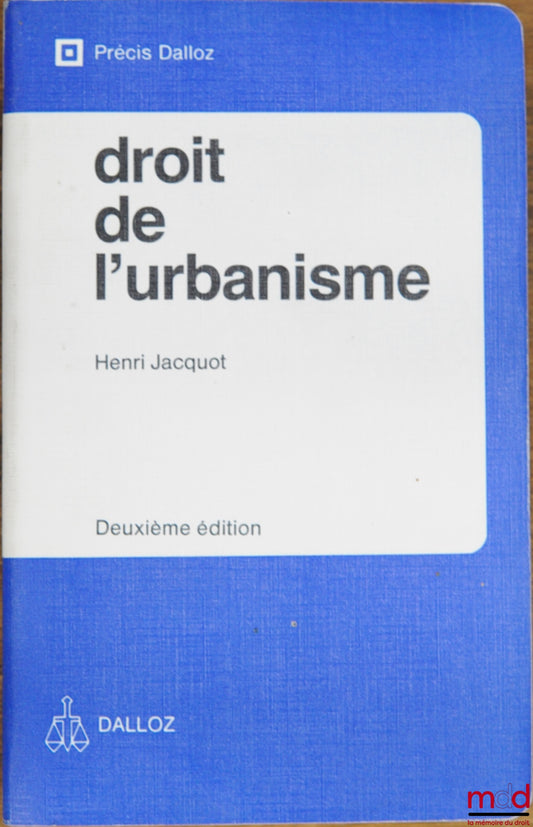 Précis Dalloz
droit
de
l'urbanisme
Henri Jacquot
Deuxième édition
DALLOZ
mdd
la mémoire du droit